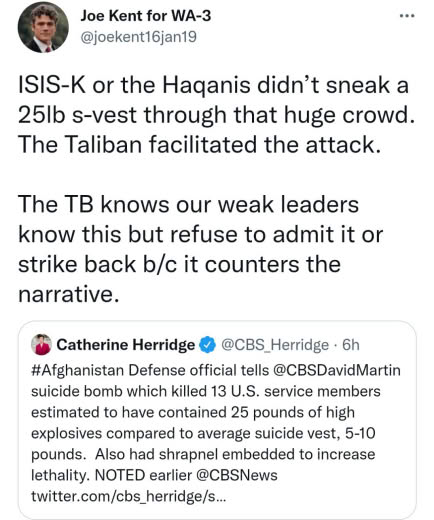 Joe Kent for WA-3
@joekent16jan19
ISIS-K or the Haqanis didn’t sneak a
25lb s-vest through that huge crowd.
The Taliban facilitated the attack.
The TB knows our weak leaders
know this but refuse to admit it or
strike back b/c it counters the
narrative.
Catherine Herridge @CBS_Herridge · 6h
#Afghanistan Defense official tells @CBSDavidMartin
suicide bomb which killed 13 U.S. service members
estimated to have contained 25 pounds of high
explosives compared to average suicide vest, 5-10
pounds.  Also had shrapnel embedded to increase
lethality. NOTED earlier @CBSNews
twitter.com/cbs_herridge/s...